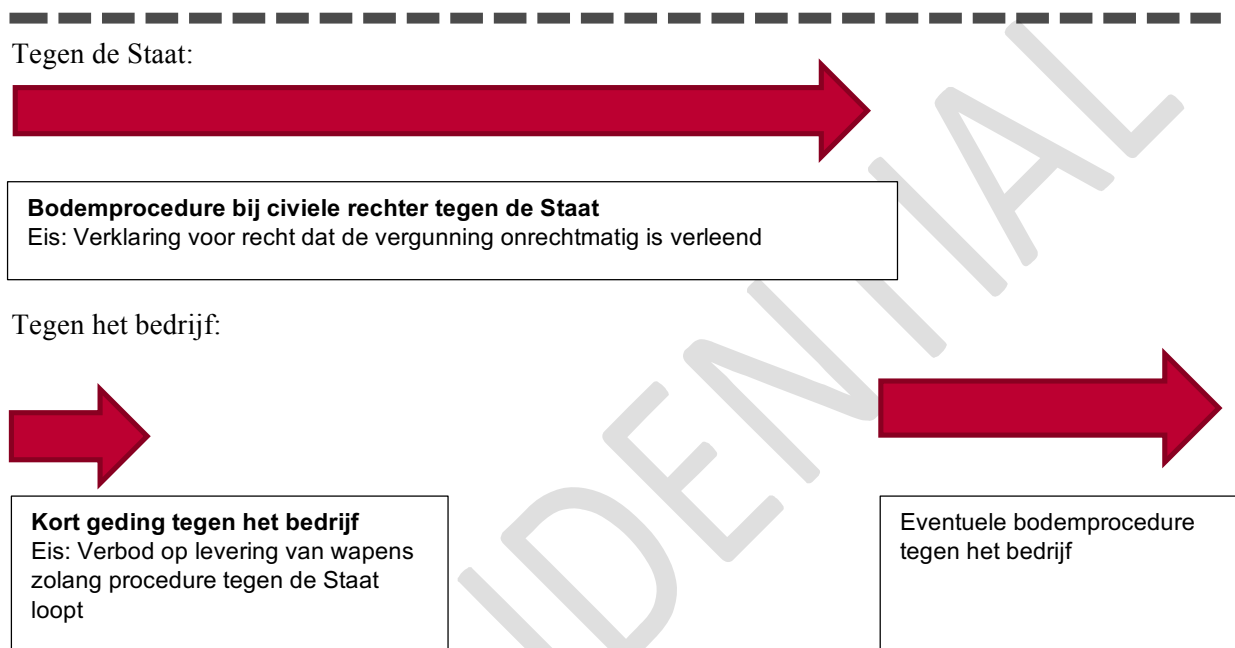 Tegen de Staat:
Bodemprocedure bij civiele rechter tegen de Staat
Eis: Verklaring voor recht dat de vergunning onrechtmatig is verleend
Tegen het bedrijf:
Kort geding tegen het bedrijf
Eis: Verbod op levering van wapens
zolang procedure tegen de Staat
loopt
Eventuele bodemprocedure
tegen het bedrijf
IDENTIAL